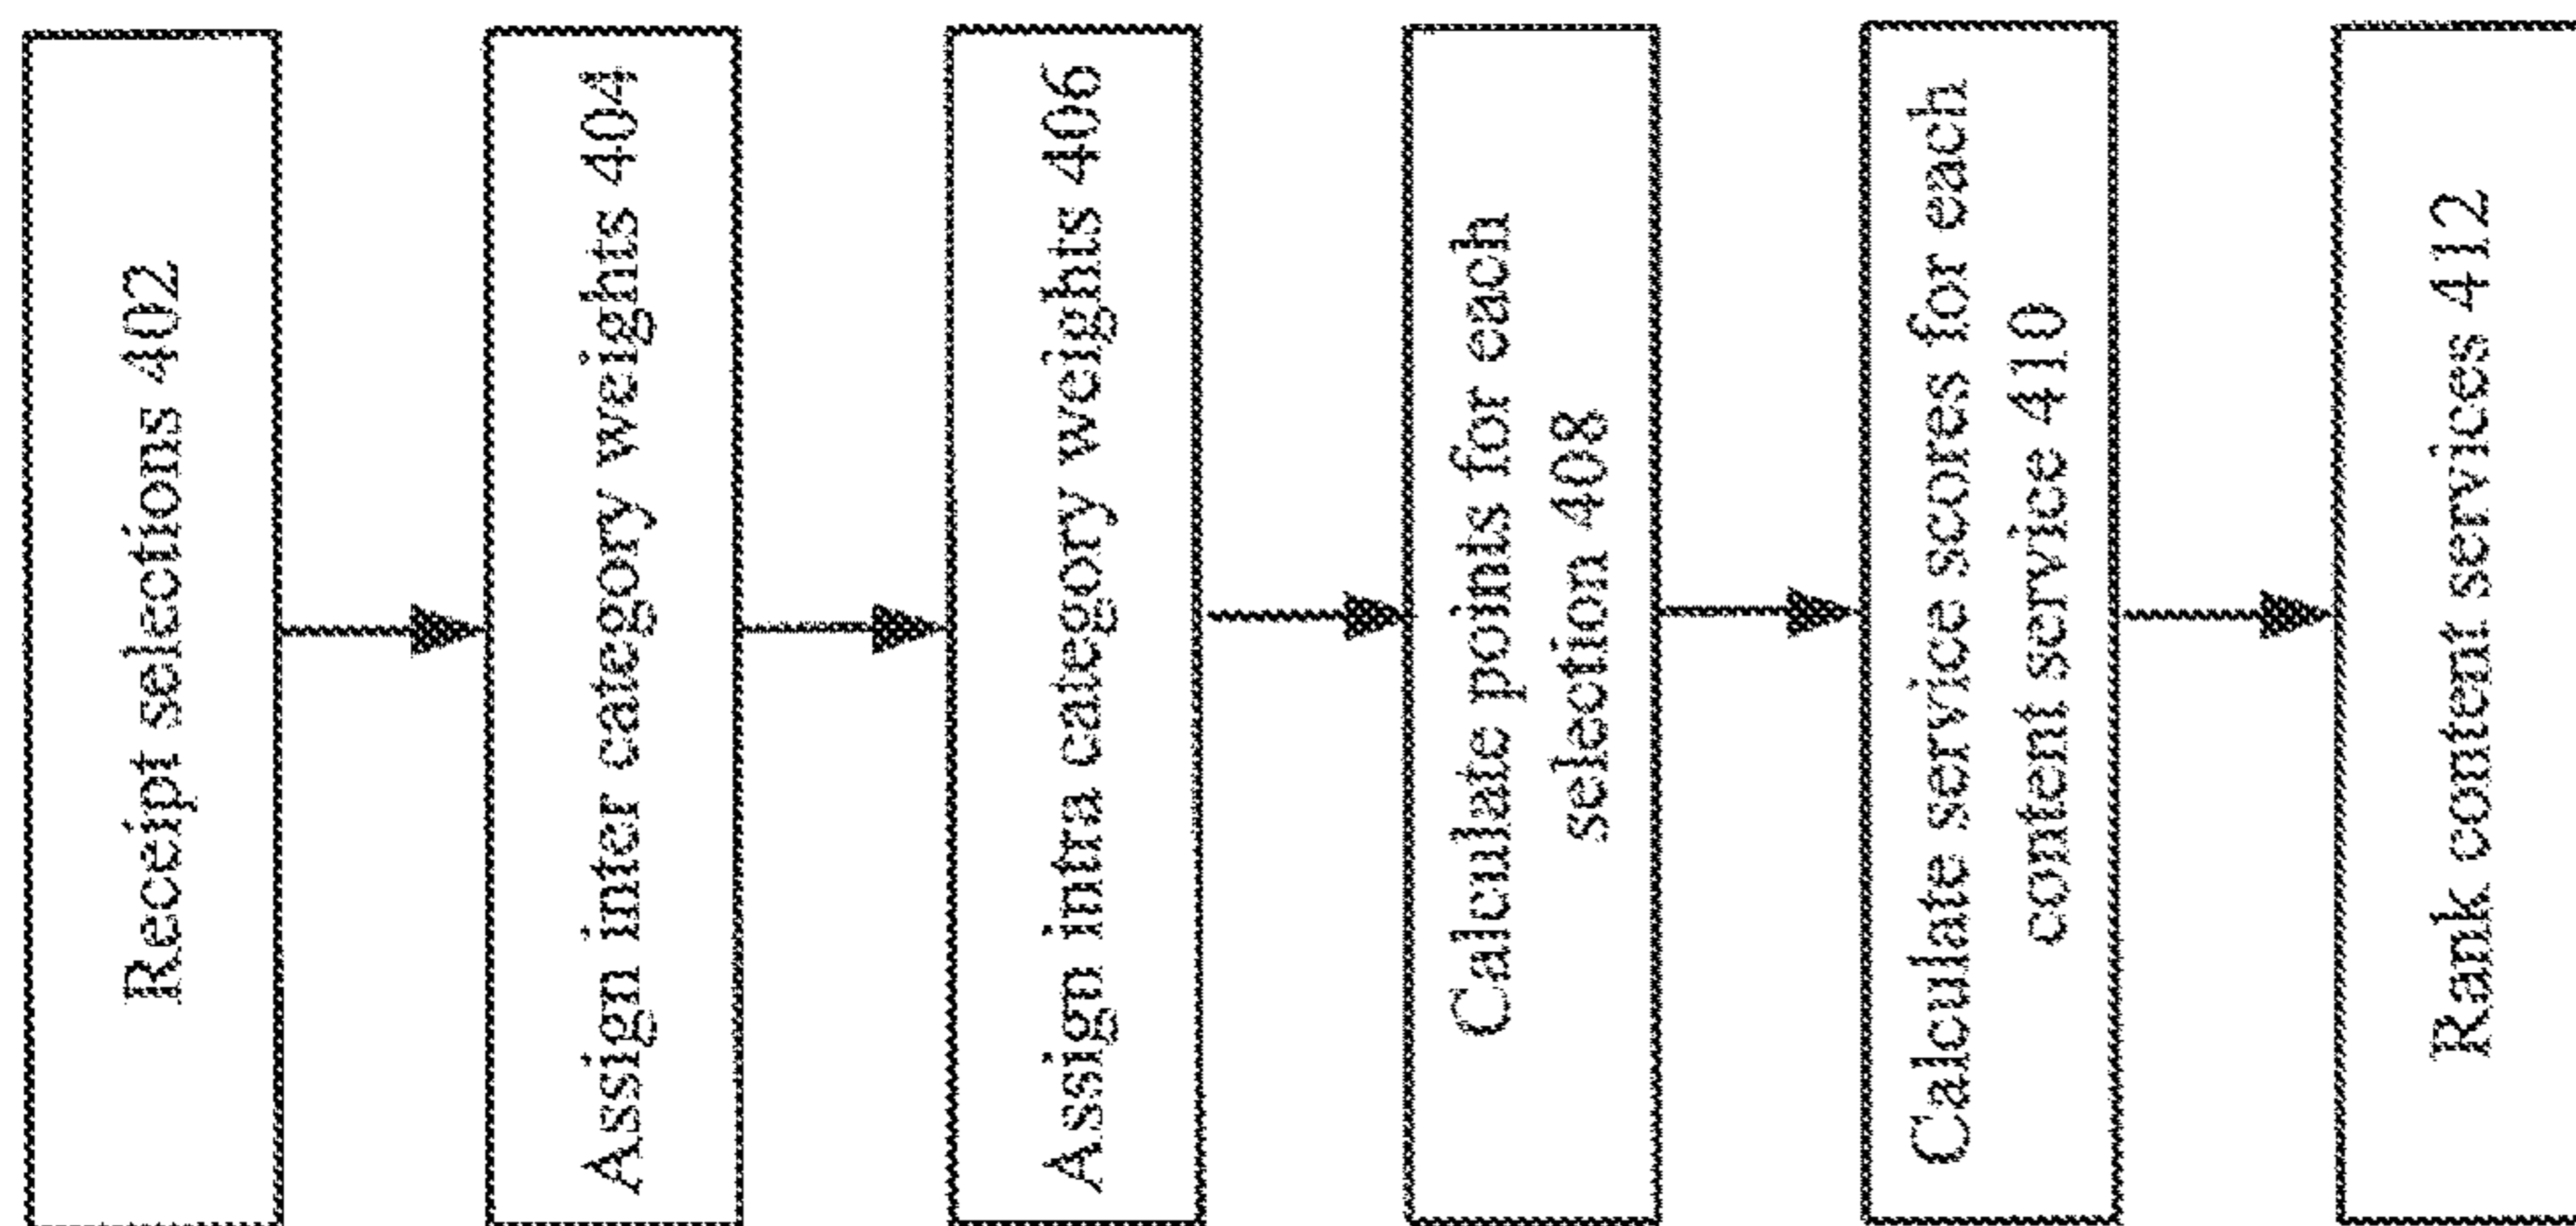 Receipt selections 402
Assign inter category weights 404
Assign intra category weights 406
Calculate points for each
selection 408
Calculate service scores for each
content service 410
Rank content services 412